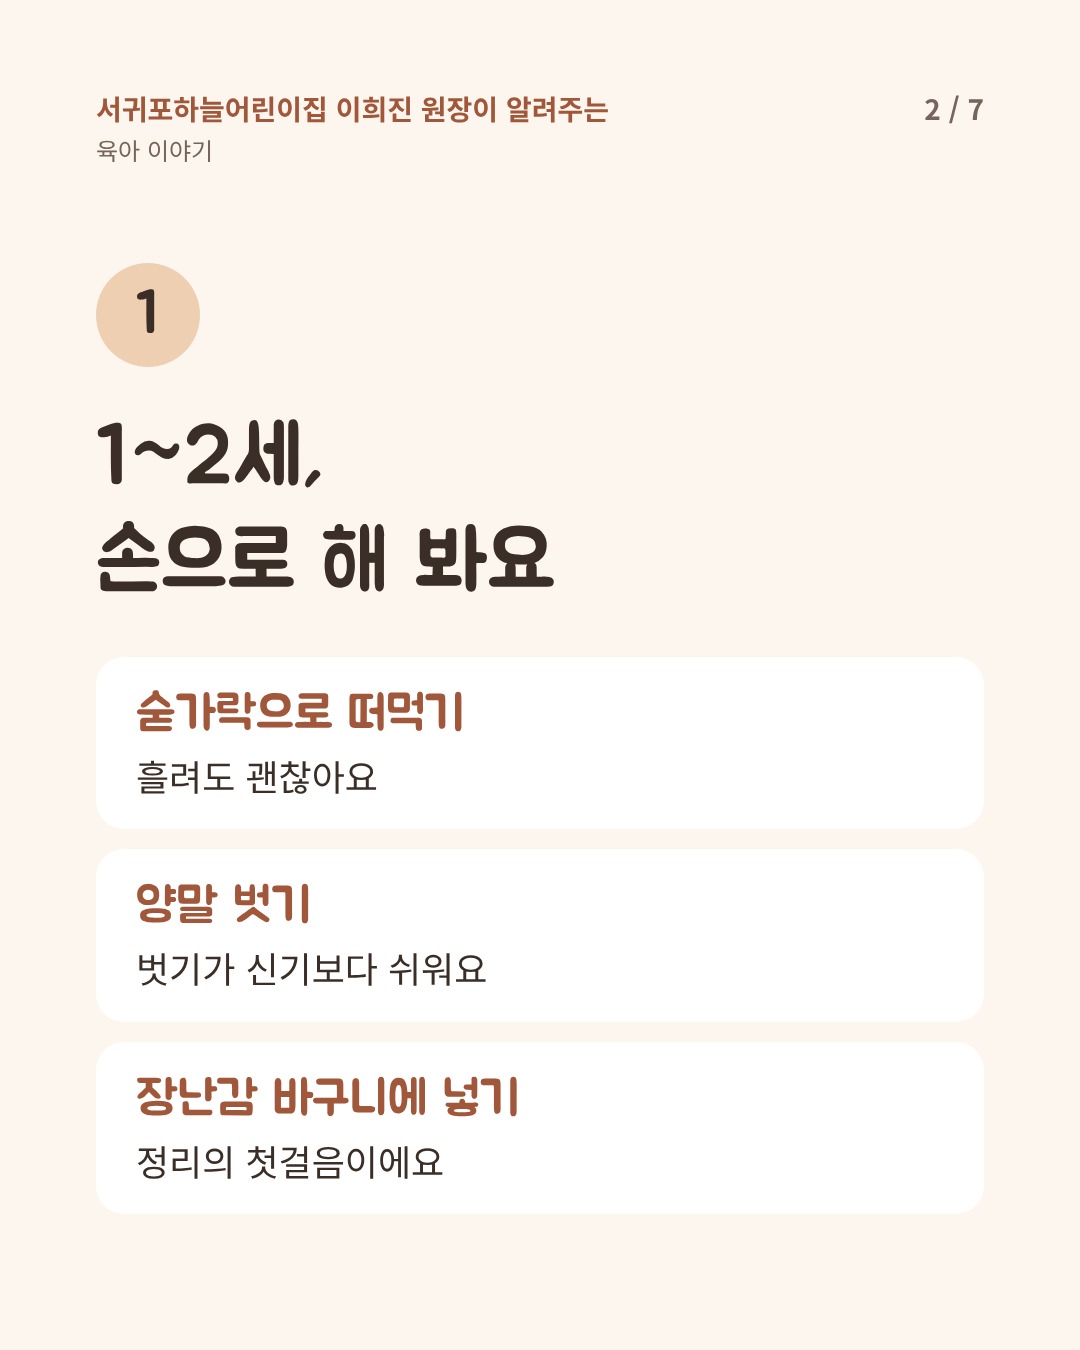 서귀포하늘어린이집 이희진 원장이 알려주는
2 / 7
육아 이야기
1
1~2세,
손으로 해 봐요
숟가락으로 떠먹기
흘려도 괜찮아요
양말 벗기
벗기가 신기보다 쉬워요
장난감 바구니에 넣기
정리의 첫걸음이에요